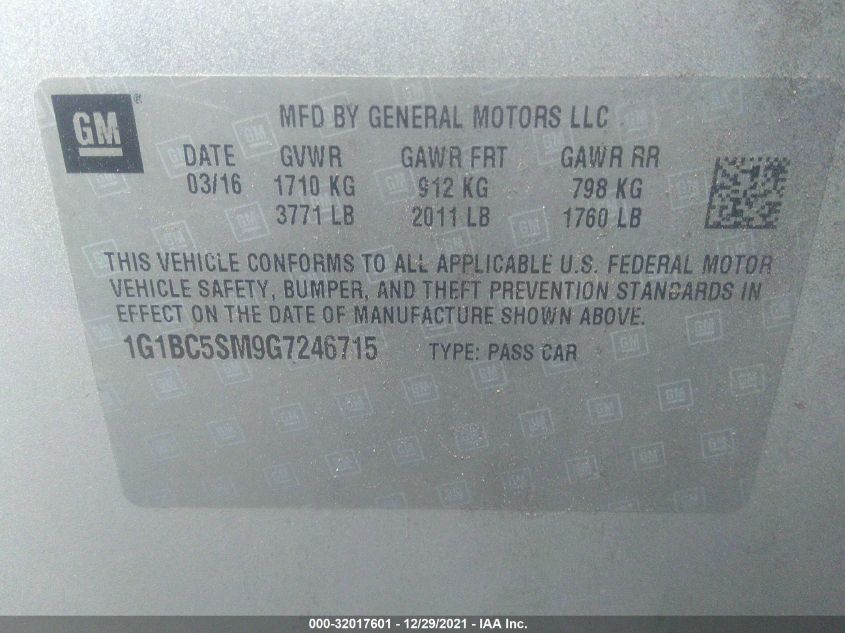 GM ® MFD BY GENERAL MOTORS LLC
DATE GVWR GAWR FRT GAWR RR
03/16 1710 KG 912 KG 798 KG
3771 LB 2011 LB 1760 LB
THIS VEHICLE CONFORMS TO ALL APPLICABLE U.S. FEDERAL MOTOR
VEHICLE SAFETY, BUMPER, AND THEFT PREVENTION STANDARDS IN
EFFECT ON THE DATE OF MANUFACTURE SHOWN ABOVE.
1G1BC5SM9G7246715 TYPE: PASS CAR
000-32017601 - 12/29/2021 - IAA Inc.